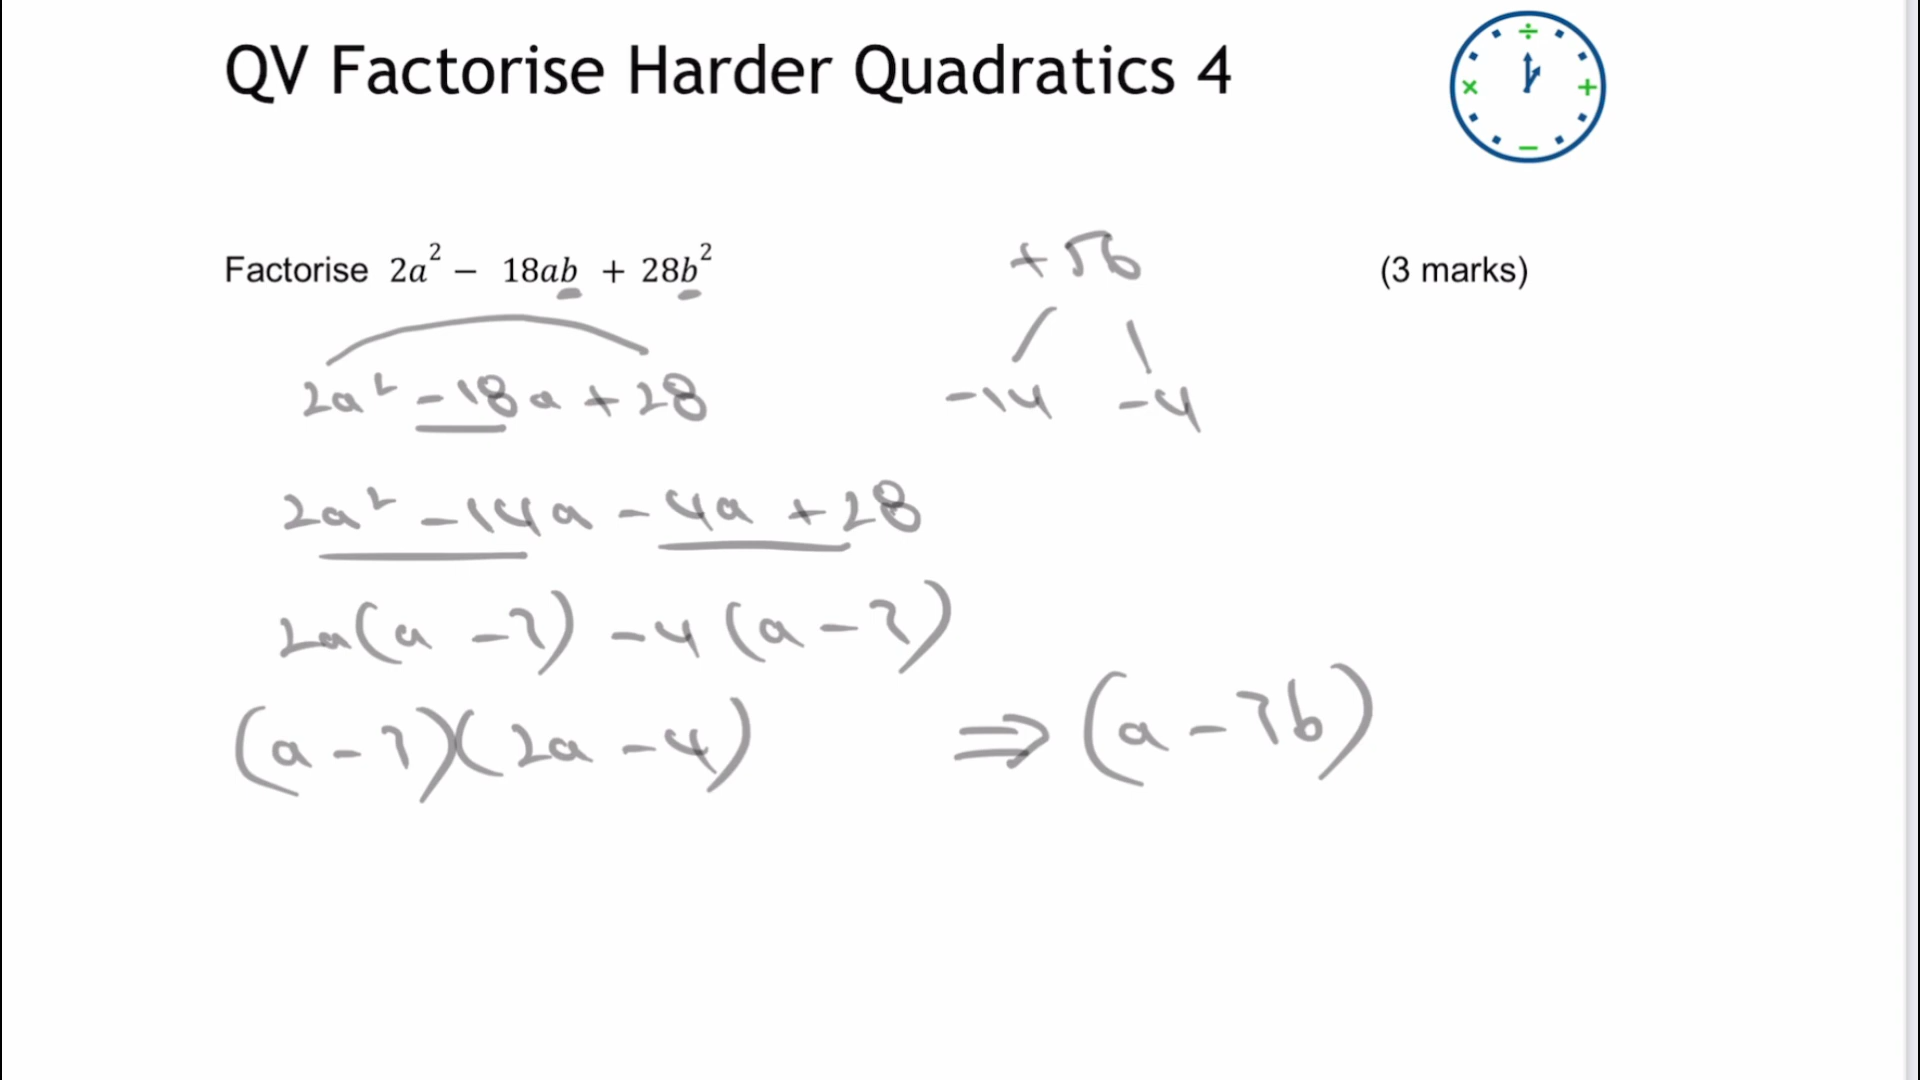 QV Factorise Harder Quadratics 4
÷ + − ×
Factorise 2a² − 18ab + 28b² (3 marks)
+56
-14 -4
2a² -18a +28
2a² -14a -4a +28
2a(a -7) -4(a -7)
(a -7)(2a -4) ⇒ (a -7b)